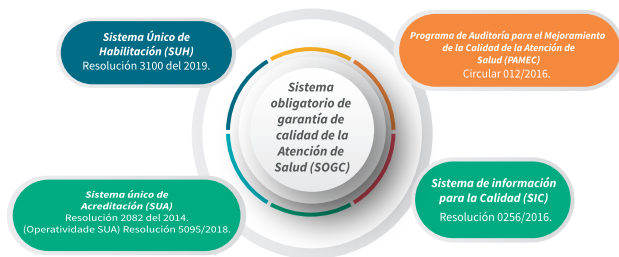 Sistema Único de
Habilitación (SUH)
Resolución 3100 del 2019.
Programa de Auditoría para el Mejoramiento
de la Calidad de la Atención de
Salud (PAMEC)
Circular 012/2016.
Sistema
obligatorio de
garantía de
calidad de la
Atención de
Salud (SOGC)
Sistema único de
Acreditación (SUA)
Resolución 2082 del 2014.
(Operatividade SUA) Resolución 5095/2018.
Sistema de información
para la Calidad (SIC)
Resolución 0256/2016.